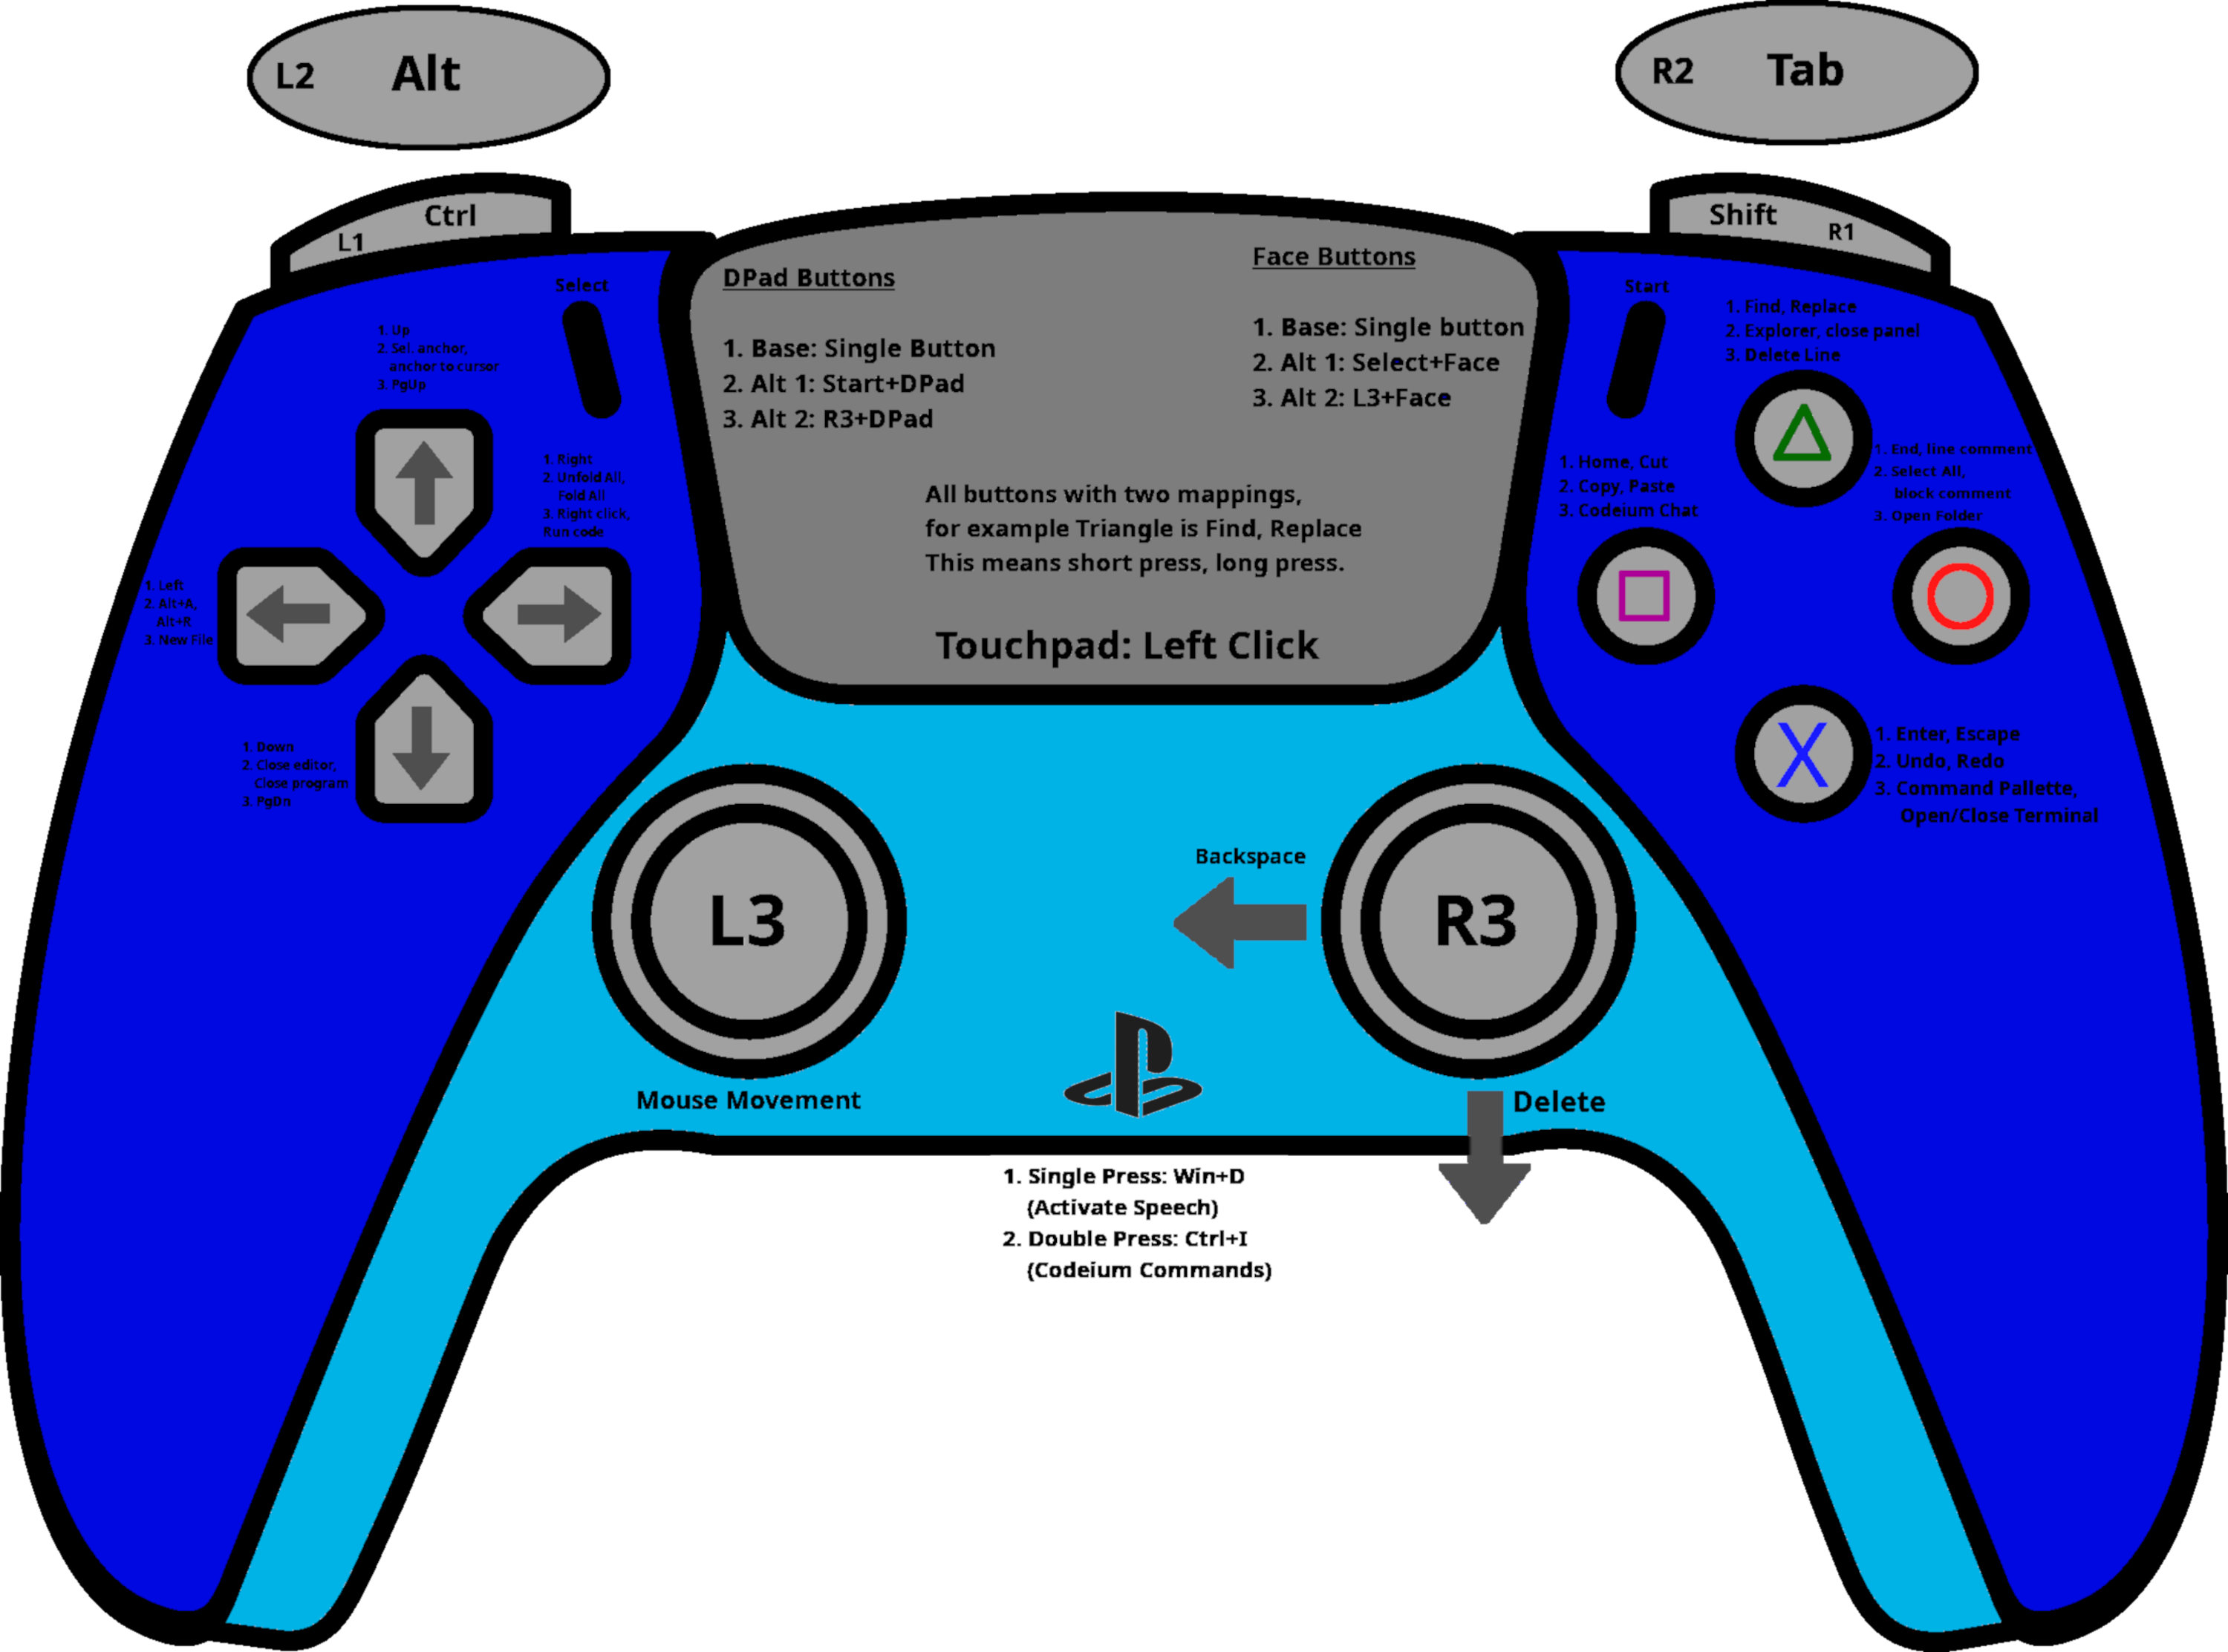 L2 Alt
R2 Tab
Ctrl
L1
Shift
R1
DPad Buttons
1. Base: Single Button
2. Alt 1: Start+DPad
3. Alt 2: R3+DPad
Face Buttons
1. Base: Single button
2. Alt 1: Select+Face
3. Alt 2: L3+Face
All buttons with two mappings,
for example Triangle is Find, Replace
This means short press, long press.
Touchpad: Left Click
Select
1. Up
2. Sel. anchor,
anchor to cursor
3. PgUp
1. Right
2. Unfold All,
Fold All
3. Right click,
Run code
1. Left
2. Alt+A,
Alt+R
3. New File
1. Down
2. Close editor,
Close program
3. PgDn
Start
1. Find, Replace
2. Explorer, close panel
3. Delete Line
1. Home, Cut
2. Copy, Paste
3. Codeium Chat
1. End, line comment
2. Select All,
block comment
3. Open Folder
X
1. Enter, Escape
2. Undo, Redo
3. Command Pallette,
Open/Close Terminal
L3
Mouse Movement
Backspace
R3
Delete
1. Single Press: Win+D
(Activate Speech)
2. Double Press: Ctrl+I
(Codeium Commands)